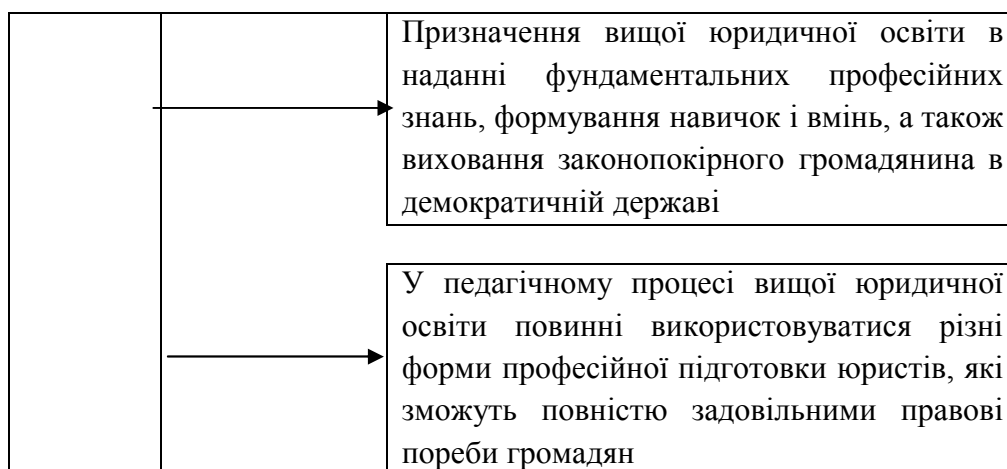 Призначення вищої юридичної освіти в
наданні фундаментальних професійних
знань, формування навичок і вмінь, а також
виховання законопокірного громадянина в
демократичній державі
У педагічному процесі вищої юридичної
освіти повинні використовуватися різні
форми професійної підготовки юристів, які
зможуть повністю задовільними правові
пореби громадян